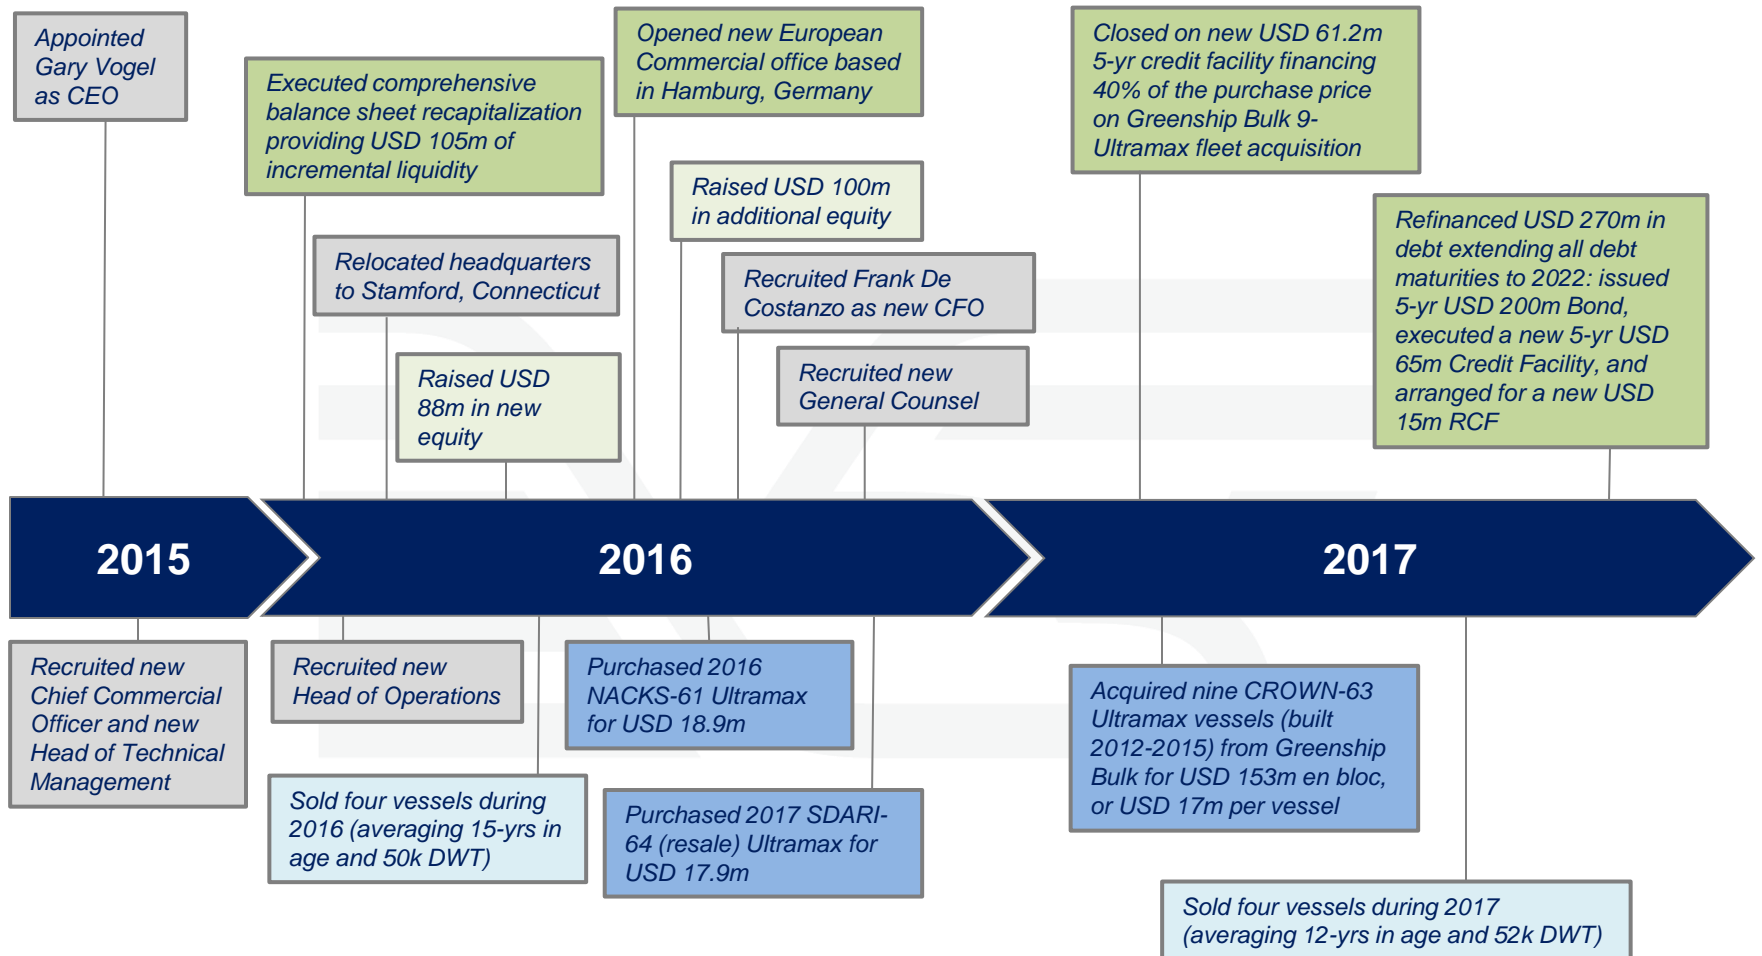 Appointed
Gary Vogel
as CEO
Executed comprehensive
balance sheet recapitalization
providing USD 105m of
incremental liquidity
Opened new European
Commercial office based
in Hamburg, Germany
Closed on new USD 61.2m
5-yr credit facility financing
40% of the purchase price
on Greenship Bulk 9-
Ultramax fleet acquisition
Raised USD 100m
in additional equity
Relocated headquarters
to Stamford, Connecticut
Recruited Frank De
Costanzo as new CFO
Refinanced USD 270m in
debt extending all debt
maturities to 2022: issued
5-yr USD 200m Bond,
executed a new 5-yr USD
65m Credit Facility, and
arranged for a new USD
15m RCF
Raised USD
88m in new
equity
Recruited new
General Counsel
2015
2016
2017
Recruited new
Chief Commercial
Officer and new
Head of Technical
Management
Recruited new
Head of Operations
Purchased 2016
NACKS-61 Ultramax
for USD 18.9m
Acquired nine CROWN-63
Ultramax vessels (built
2012-2015) from Greenship
Bulk for USD 153m en bloc,
or USD 17m per vessel
Sold four vessels during
2016 (averaging 15-yrs in
age and 50k DWT)
Purchased 2017 SDARI-
64 (resale) Ultramax for
USD 17.9m
Sold four vessels during 2017
(averaging 12-yrs in age and 52k DWT)